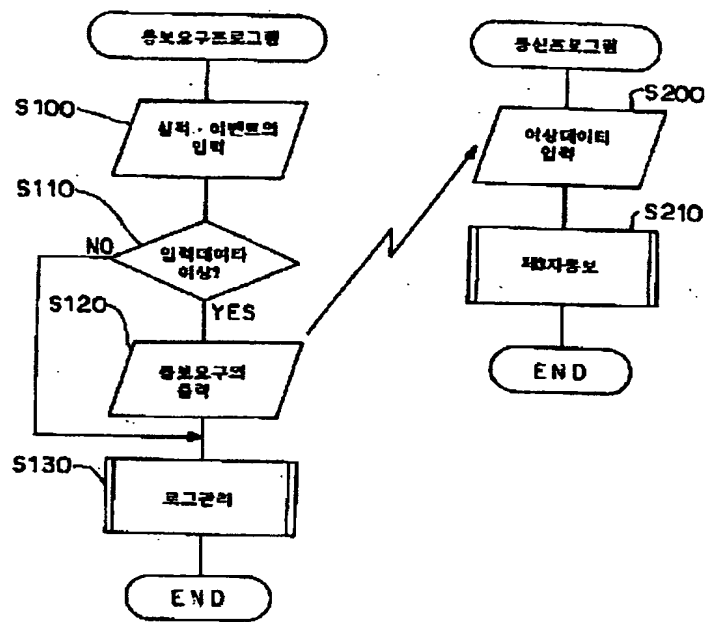 통보요구프로그램
S100
실적, 이벤트의
입력
S110
입력데이타
이상?
NO
YES
S120
통보요구의
출력
S130
로그관리
END
통신프로그램
S200
이상데이타
입력
S210
END